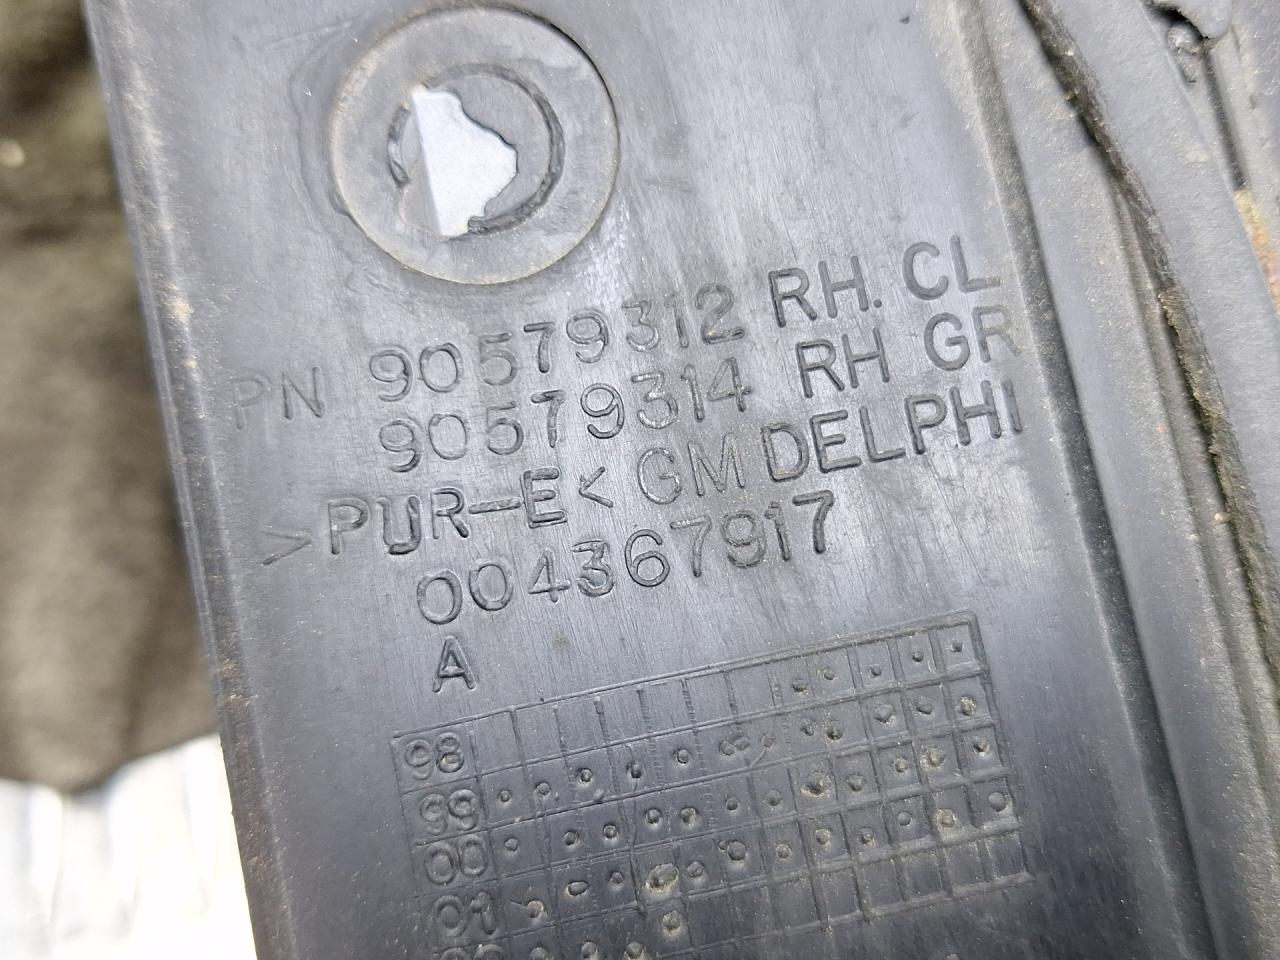 PN 90579312 RH. CL
90579314 RH GR
>PUR-E< GM DELPHI
004367917
A
98
99
00
01